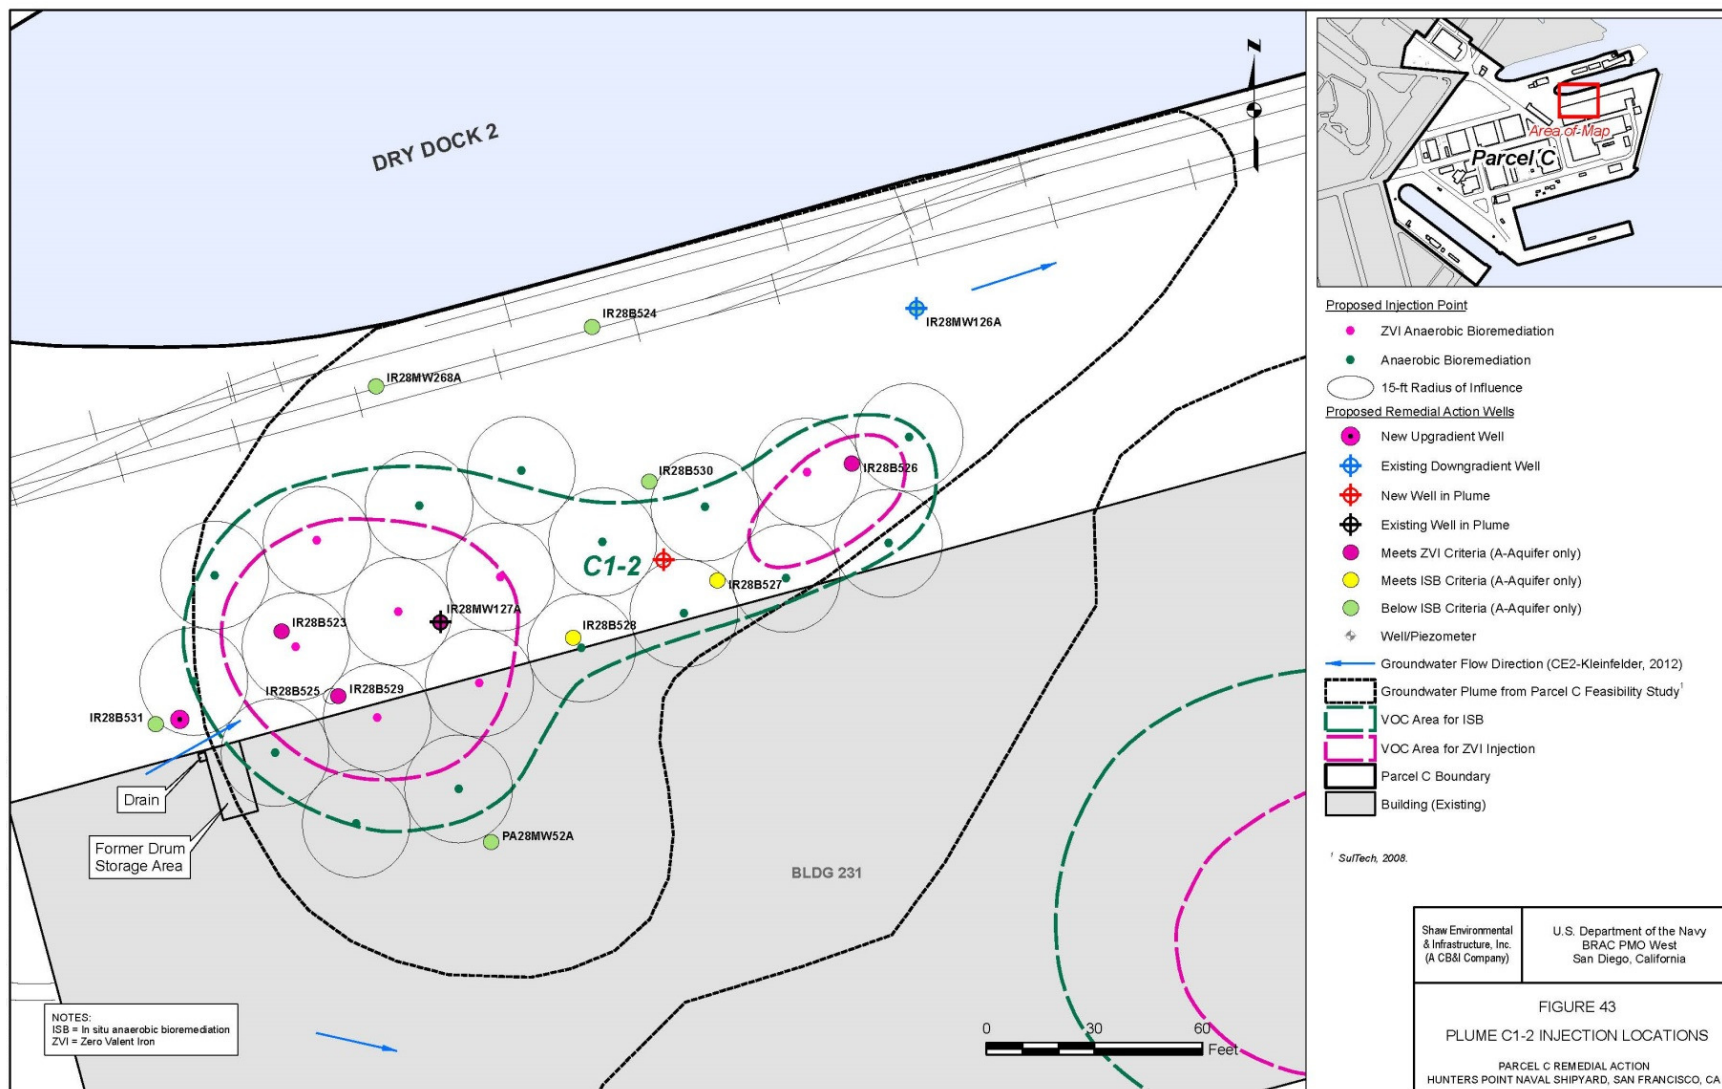 DRY DOCK 2
Z
IR28B524
IR28MW126A
IR28MW268A
IR28B530
IR28B526
C1-2
IR28B527
IR28MW127A
IR28B523
IR28B528
IR28B525
IR28B529
IR28B531
Drain
Former Drum
Storage Area
PA28MW52A
BLDG 231
NOTES:
ISB = In situ anaerobic bioremediation
ZVI = Zero Valent Iron
0 30 60
Feet
Area of Map
Parcel C
Proposed Injection Point
ZVI Anaerobic Bioremediation
Anaerobic Bioremediation
15-ft Radius of Influence
Proposed Remedial Action Wells
New Upgradient Well
Existing Downgradient Well
New Well in Plume
Existing Well in Plume
Meets ZVI Criteria (A-Aquifer only)
Meets ISB Criteria (A-Aquifer only)
Below ISB Criteria (A-Aquifer only)
Well/Piezometer
Groundwater Flow Direction (CE2-Kleinfelder, 2012)
Groundwater Plume from Parcel C Feasibility Study1
VOC Area for ISB
VOC Area for ZVI Injection
Parcel C Boundary
Building (Existing)
1 SulTech, 2008.
Shaw Environmental
& Infrastructure, Inc.
(A CB&I Company)
U.S. Department of the Navy
BRAC PMO West
San Diego, California
FIGURE 43
PLUME C1-2 INJECTION LOCATIONS
PARCEL C REMEDIAL ACTION
HUNTERS POINT NAVAL SHIPYARD, SAN FRANCISCO, CA